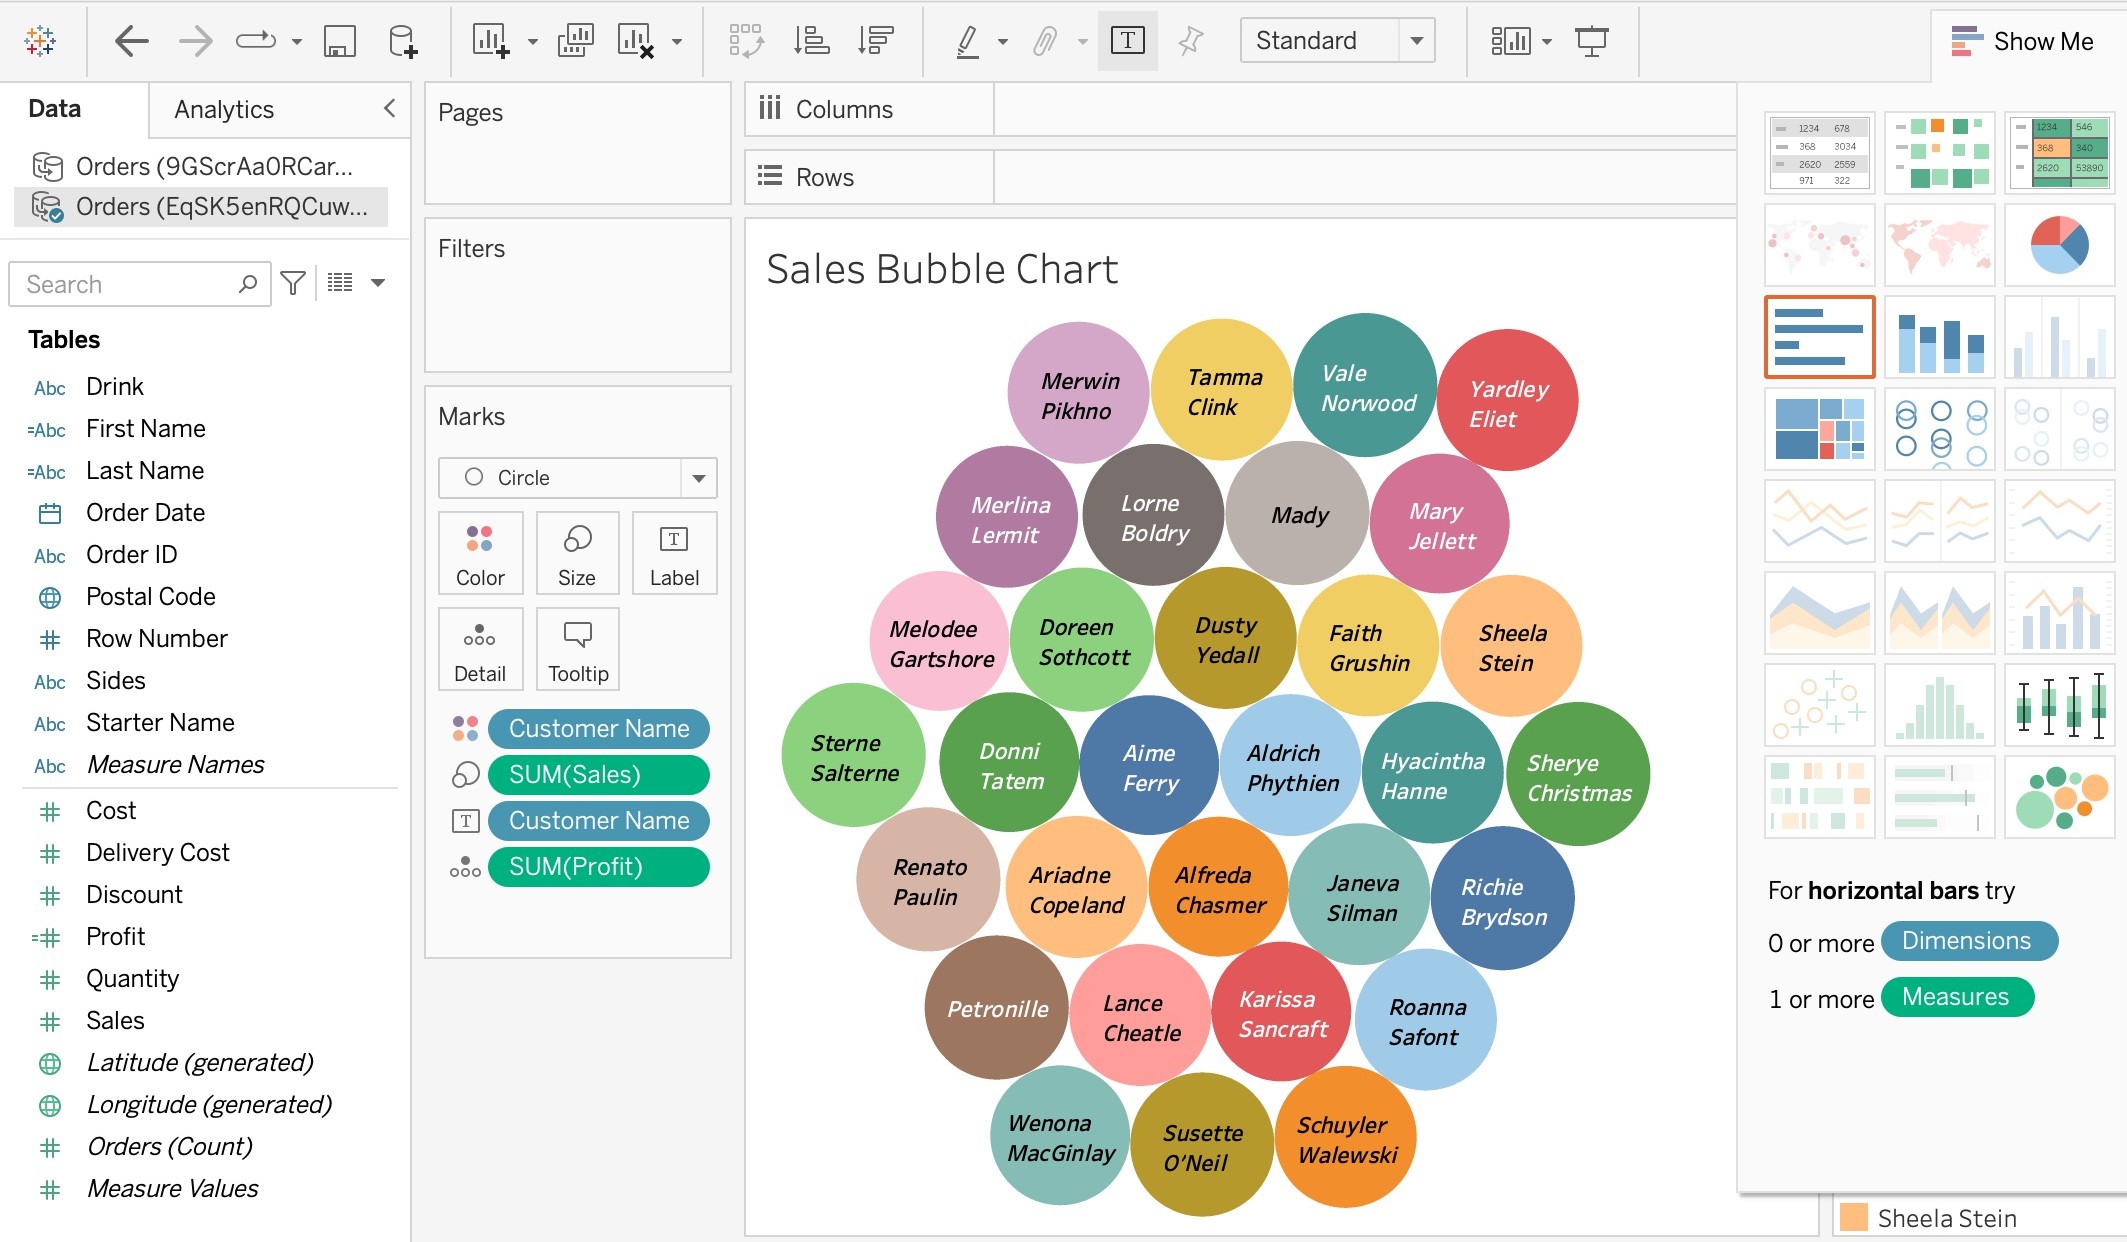 Standard
Show Me
Data
Analytics
Orders (9GScrAa0RCar...
Orders (EqSK5enRQCuw...
Search
Tables
Abc Drink
=Abc First Name
=Abc Last Name
Order Date
Abc Order ID
Postal Code
# Row Number
Abc Sides
Abc Starter Name
Abc Measure Names
# Cost
# Delivery Cost
# Discount
=# Profit
# Quantity
# Sales
Latitude (generated)
Longitude (generated)
# Orders (Count)
# Measure Values
Pages
Filters
Marks
Circle
Color
Size
T
Label
Detail
Tooltip
Customer Name
SUM(Sales)
T Customer Name
SUM(Profit)
Columns
Rows
Sales Bubble Chart
Merwin
Pikhno
Tamma
Clink
Vale
Norwood
Yardley
Eliet
Merlina
Lermit
Lorne
Boldry
Mady
Mary
Jellett
Melodee
Gartshore
Doreen
Sothcott
Dusty
Yedall
Faith
Grushin
Sheela
Stein
Sterne
Salterne
Donni
Tatem
Aime
Ferry
Aldrich
Phythien
Hyacintha
Hanne
Sherye
Christmas
Renato
Paulin
Ariadne
Copeland
Alfreda
Chasmer
Janeva
Silman
Richie
Brydson
Petronille
Lance
Cheatle
Karissa
Sancraft
Roanna
Safont
Wenona
MacGinlay
Susette
O'Neil
Schuyler
Walewski
1234 678
368 3034
2620 2559
971 322
1234 546
368 340
2620 53890
For horizontal bars try
0 or more Dimensions
1 or more Measures
Sheela Stein